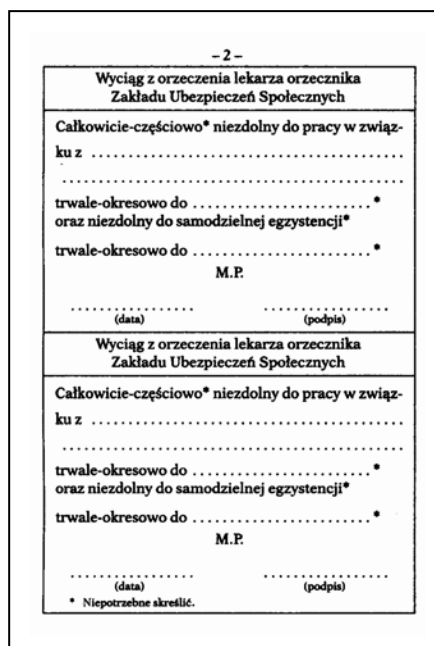 – 2 –
Wyciąg z orzeczenia lekarza orzecznika
Zakładu Ubezpieczeń Społecznych
Całkowicie-częściowo* niezdolny do pracy w związ-
ku z ........................................
............................................
trwale-okresowo do ......................*
oraz niezdolny do samodzielnej egzystencji*
trwale-okresowo do ......................*
M.P.
................ ................
(data) (podpis)
Wyciąg z orzeczenia lekarza orzecznika
Zakładu Ubezpieczeń Społecznych
Całkowicie-częściowo* niezdolny do pracy w związ-
ku z ........................................
............................................
trwale-okresowo do ......................*
oraz niezdolny do samodzielnej egzystencji*
trwale-okresowo do ......................*
M.P.
................ ................
(data) (podpis)
* Niepotrzebne skreślić.